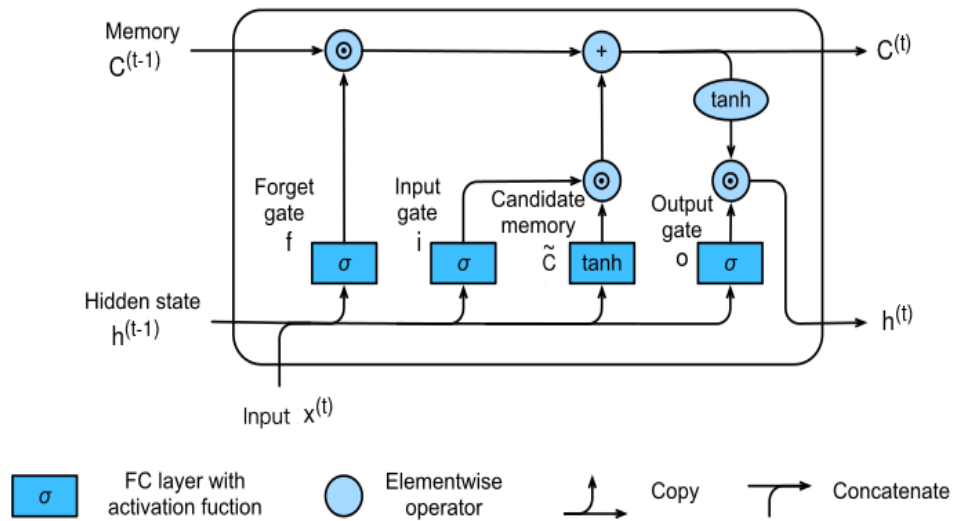 Memory
C(t-1)
⊙
+
C(t)
tanh
Forget
gate
f
Input
gate
i
⊙
Candidate
memory
C̃
⊙
Output
gate
o
σ
σ
tanh
σ
Hidden state
h(t-1)
h(t)
Input x(t)
σ
FC layer with
activation fuction
Elementwise
operator
Copy
Concatenate